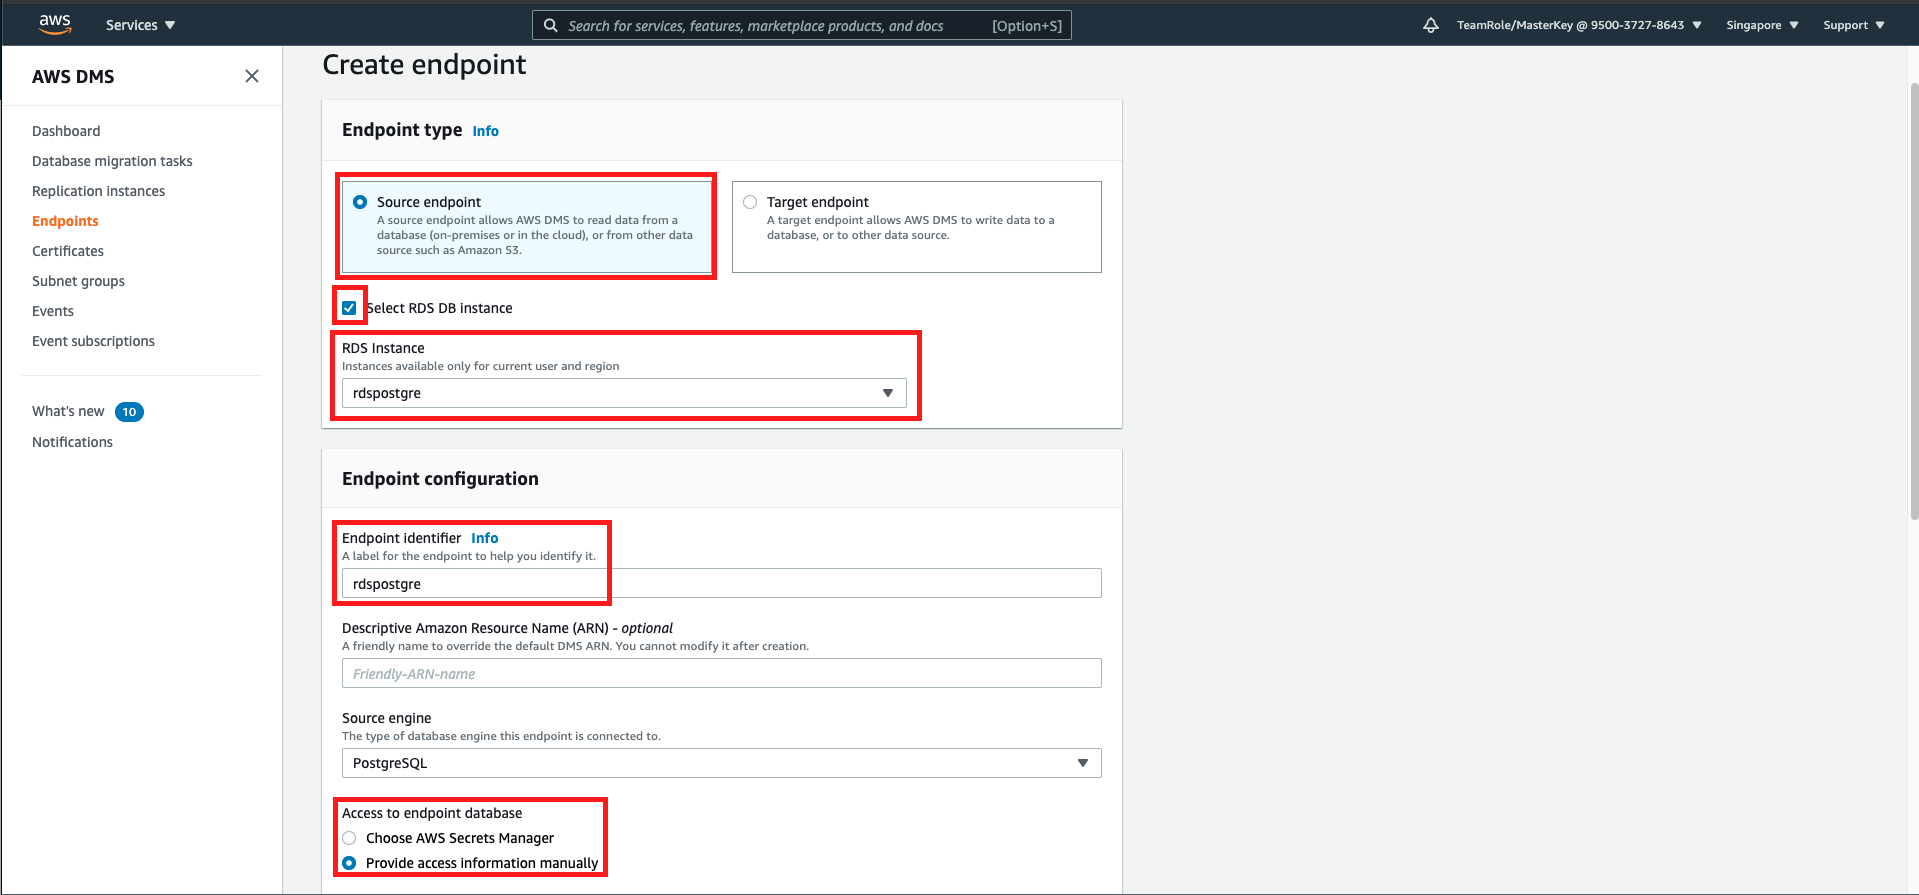 aws
Services
Search for services, features, marketplace products, and docs [Option+S]
TeamRole/MasterKey @ 9500-3727-8643
Singapore
Support
AWS DMS
Dashboard
Database migration tasks
Replication instances
Endpoints
Certificates
Subnet groups
Events
Event subscriptions
What's new 10
Notifications
Create endpoint
Endpoint type Info
Source endpoint
A source endpoint allows AWS DMS to read data from a
database (on-premises or in the cloud), or from other data
source such as Amazon S3.
Target endpoint
A target endpoint allows AWS DMS to write data to a
database, or to other data source.
Select RDS DB instance
RDS Instance
Instances available only for current user and region
rdspostgre
Endpoint configuration
Endpoint identifier Info
A label for the endpoint to help you identify it.
rdspostgre
Descriptive Amazon Resource Name (ARN) - optional
A friendly name to override the default DMS ARN. You cannot modify it after creation.
Friendly-ARN-name
Source engine
The type of database engine this endpoint is connected to.
PostgreSQL
Access to endpoint database
Choose AWS Secrets Manager
Provide access information manually